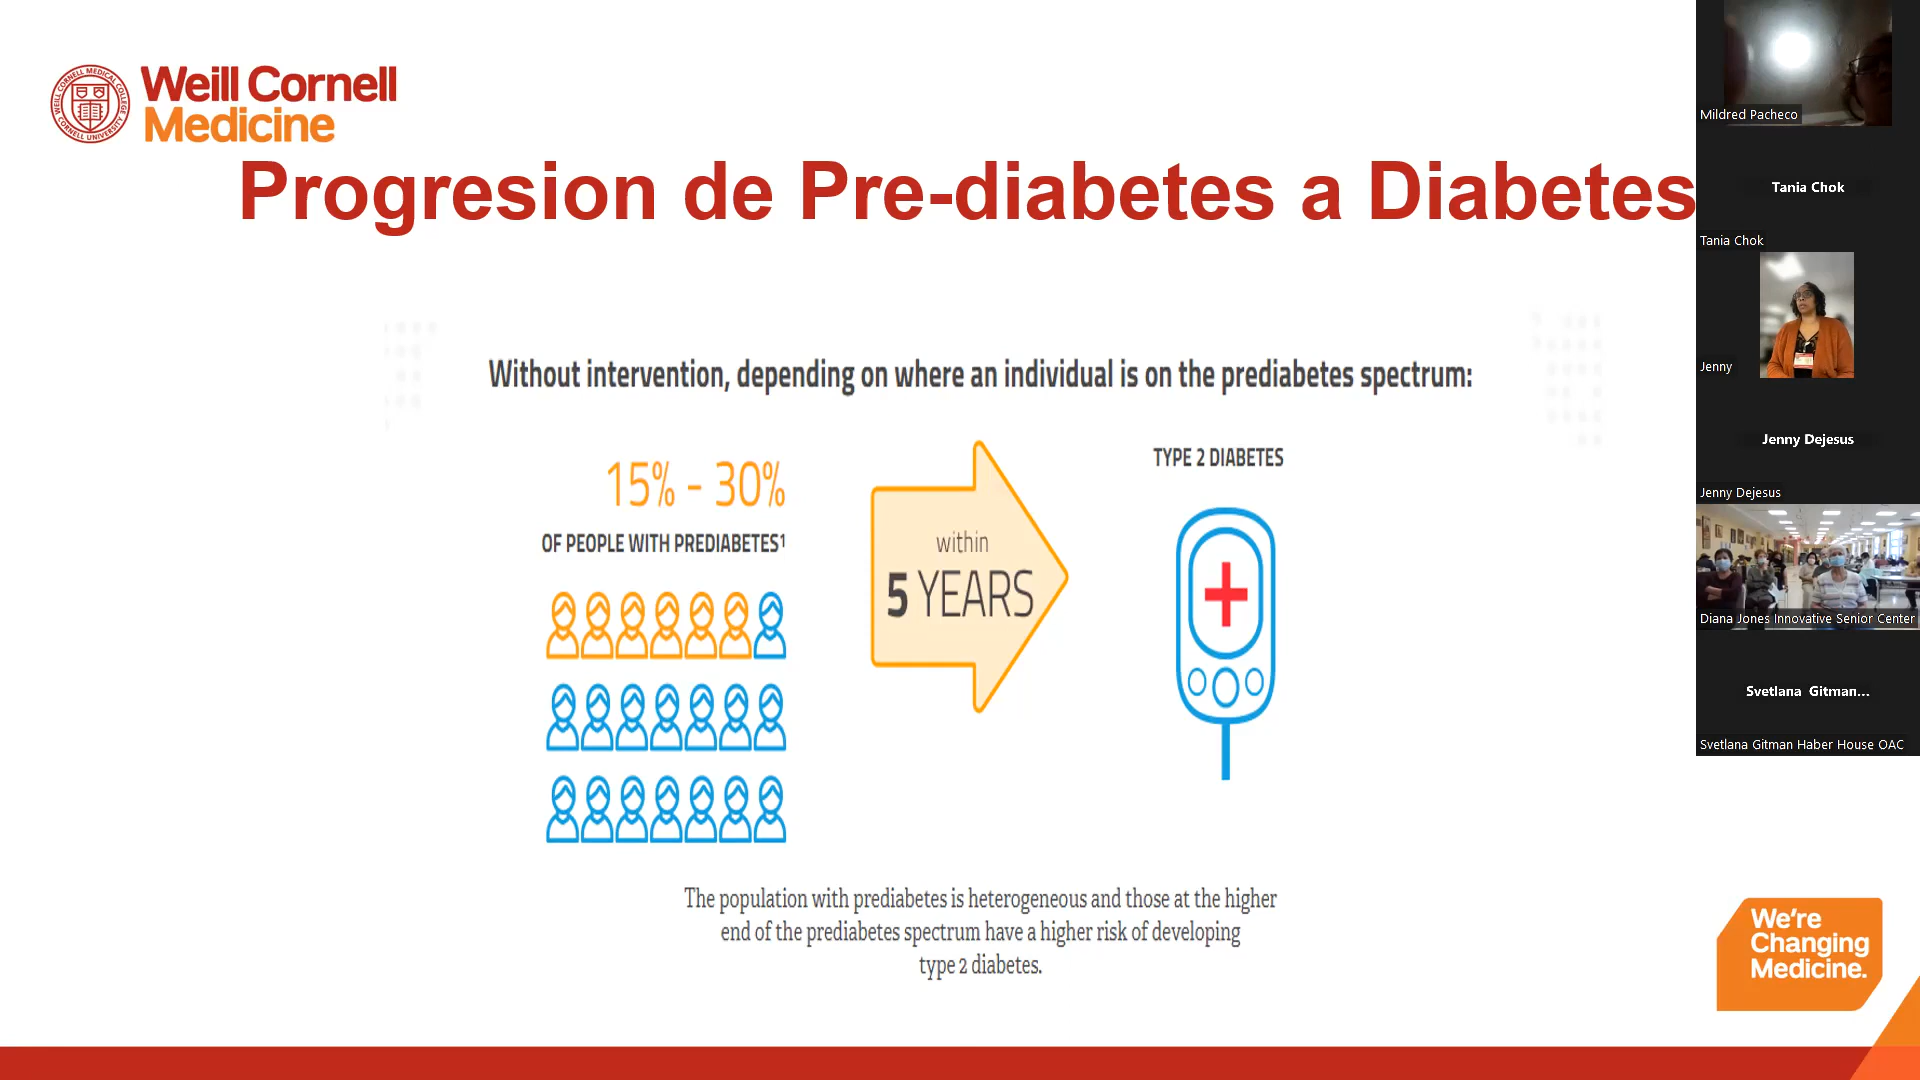 Weill Cornell
Medicine
Progresion de Pre-diabetes a Diabetes
Without intervention, depending on where an individual is on the prediabetes spectrum:
15% - 30%
OF PEOPLE WITH PREDIABETES¹
within
5 YEARS
TYPE 2 DIABETES
The population with prediabetes is heterogeneous and those at the higher
end of the prediabetes spectrum have a higher risk of developing
type 2 diabetes.
We're
Changing
Medicine.
Mildred Pacheco
Tania Chok
Tania Chok
Jenny
Jenny Dejesus
Jenny Dejesus
Diana Jones Innovative Senior Center
Svetlana Gitman...
Svetlana Gitman Haber House OAC